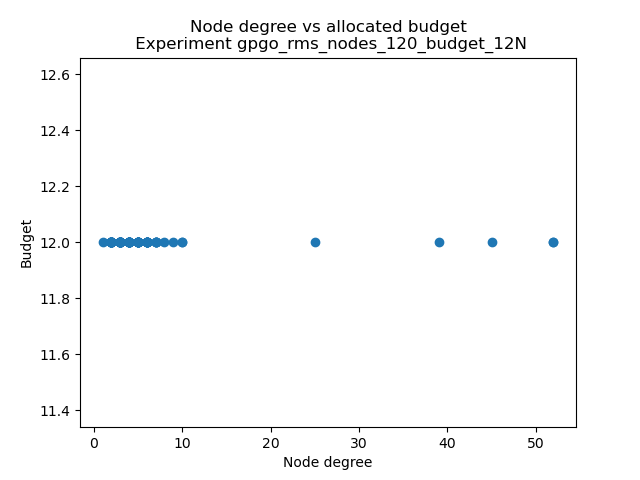 Node degree vs allocated budget
Experiment gpgo_rms_nodes_120_budget_12N
12.6
12.4
12.2
12.0
11.8
11.6
11.4
Budget
0 10 20 30 40 50
Node degree